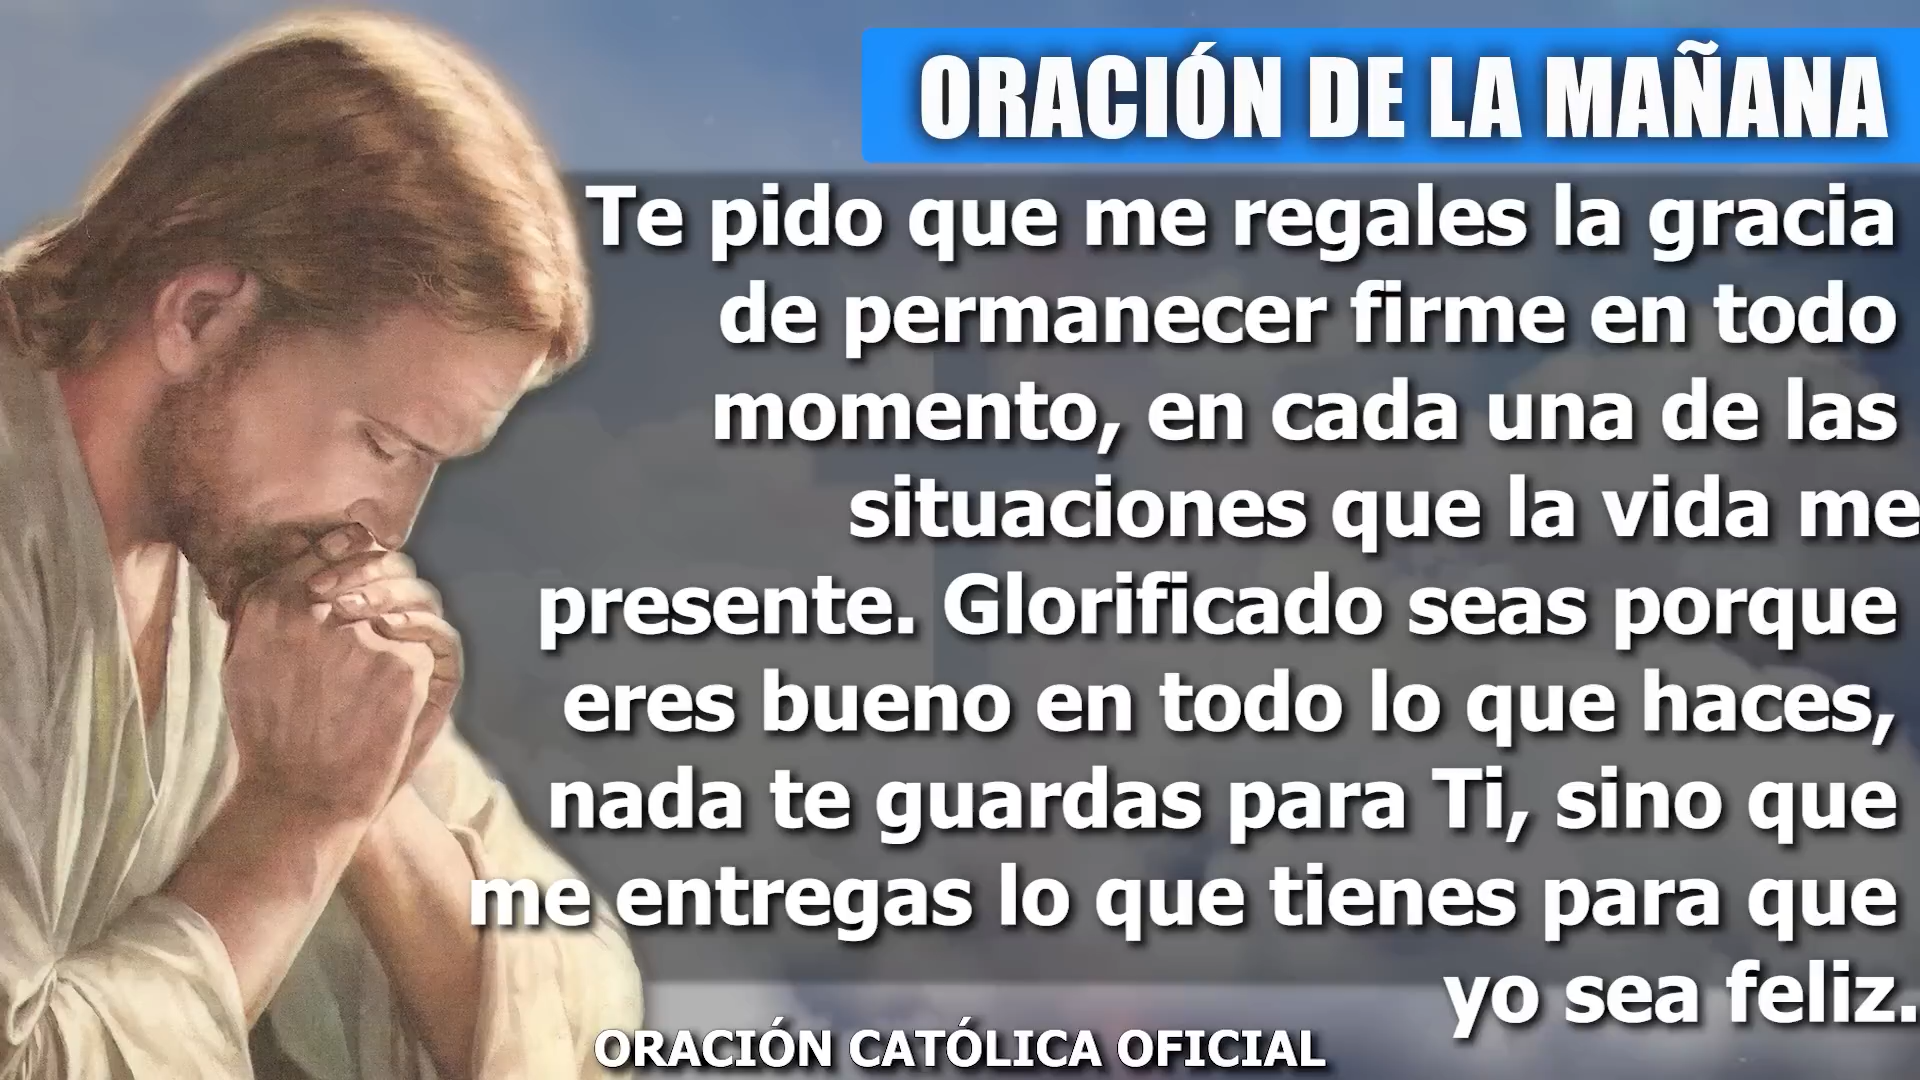 ORACIÓN DE LA MAÑANA
Te pido que me regales la gracia
de permanecer firme en todo
momento, en cada una de las
situaciones que la vida me
presente. Glorificado seas porque
eres bueno en todo lo que haces,
nada te guardas para Ti, sino que
me entregas lo que tienes para que
yo sea feliz.
ORACIÓN CATÓLICA OFICIAL